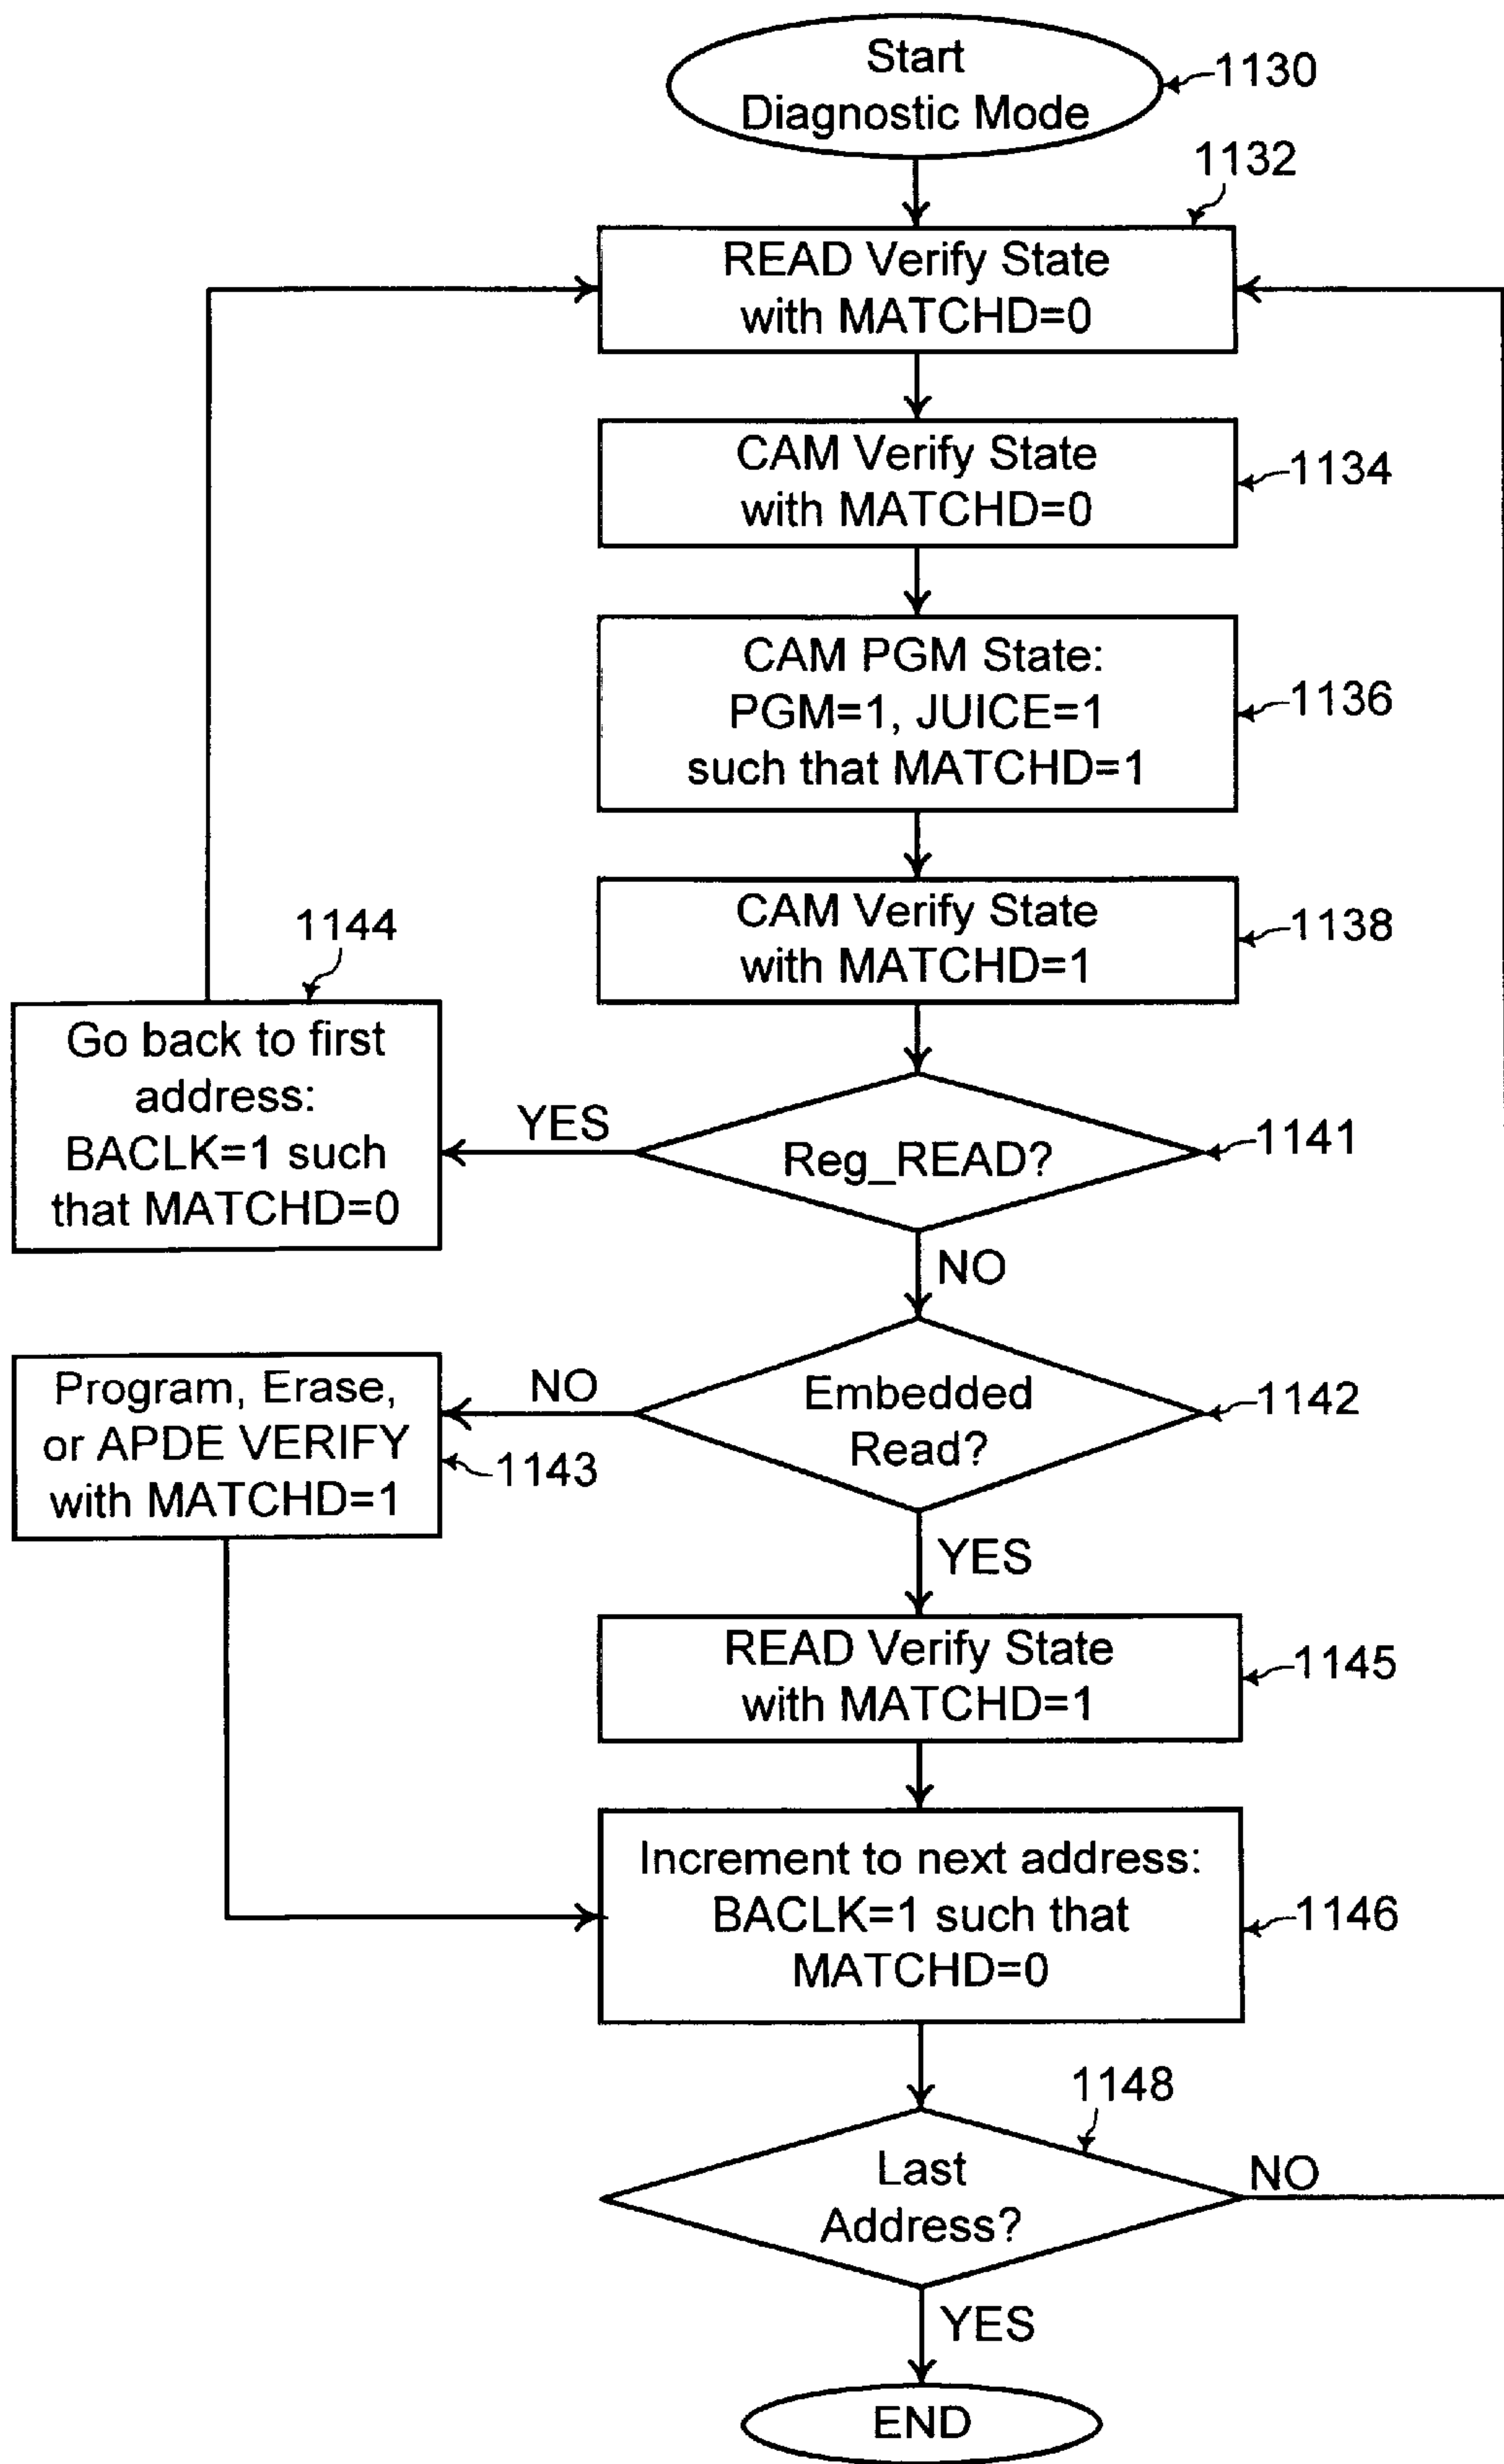 Start
Diagnostic Mode
1130
1132
READ Verify State
with MATCHD=0
CAM Verify State
with MATCHD=0
1134
CAM PGM State:
PGM=1, JUICE=1
such that MATCHD=1
1136
CAM Verify State
with MATCHD=1
1138
1144
Go back to first
address:
BACLK=1 such
that MATCHD=0
YES
Reg_READ?
1141
NO
Embedded
Read?
1142
NO
Program, Erase,
or APDE VERIFY
with MATCHD=1
1143
YES
READ Verify State
with MATCHD=1
1145
Increment to next address:
BACLK=1 such that
MATCHD=0
1146
1148
Last
Address?
NO
YES
END